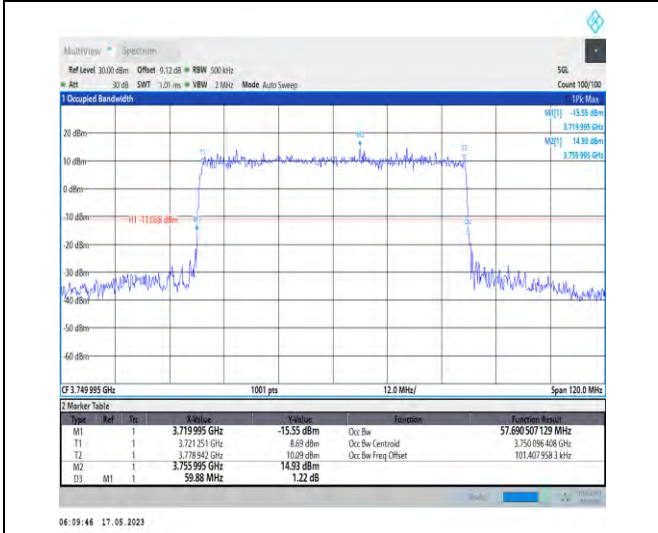 MultiView Spectrum
Ref Level 30.00 dBm Offset 9.12 dB RBW 500 kHz SGL
Att 30 dB SWT 1.01 ms VBW 2 MHz Mode Auto Sweep Count 100/100
1 Occupied Bandwidth 1Pk Max
M1[1] -15.55 dBm
3.719 995 GHz
M2[1] 14.93 dBm
3.755 995 GHz
20 dBm
M2
T1
10 dBm
0 dBm
-10 dBm
H1 -11.068 dBm
-20 dBm
-30 dBm
-40 dBm
-50 dBm
-60 dBm
CF 3.749 995 GHz 1001 pts 12.0 MHz/ Span 120.0 MHz
2 Marker Table
Type Ref Trc X-Value Y-Value Function Function Result
M1 1 3.719 995 GHz -15.55 dBm Occ Bw 57.690 507 129 MHz
T1 1 3.721 251 GHz 8.69 dBm Occ Bw Centroid 3.750 096 408 GHz
T2 1 3.778 942 GHz 10.09 dBm Occ Bw Freq Offset 101.407 958 3 kHz
M2 1 3.755 995 GHz 14.93 dBm
D3 M1 1 59.88 MHz 1.22 dB
06:09:46 17.05.2023